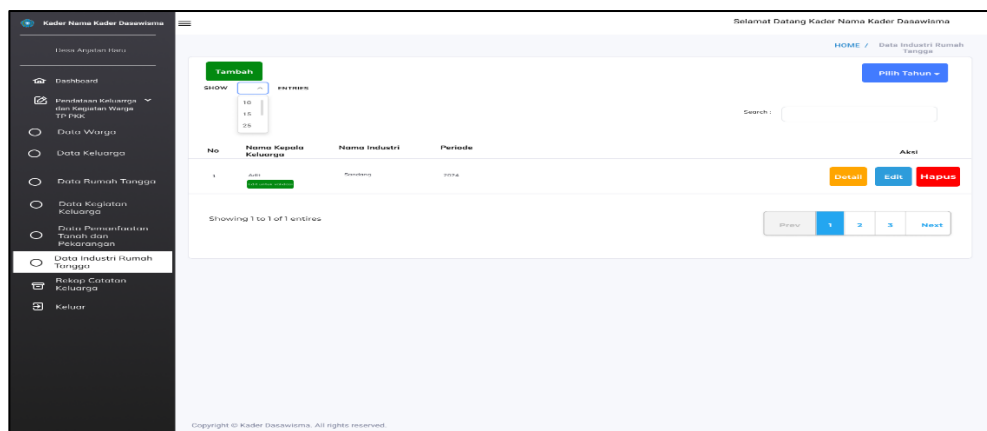 Kader Nama Kader Dasawisma
Selamat Datang Kader Nama Kader Dasawisma
Desa Anjatan Baru
HOME / Data Industri Rumah
Tangga
Dashboard
Pendataan Keluarga
dan Kegiatan Warga
TP PKK
Data Warga
Data Keluarga
Data Rumah Tangga
Data Kegiatan
Keluarga
Data Pemanfaatan
Tanah dan
Pekarangan
Data Industri Rumah
Tangga
Rekap Catatan
Keluarga
Keluar
Tambah
Pilih Tahun
SHOW ENTRIES
10
15
25
Search :
No
Nama Kepala
Keluarga
Nama Industri
Periode
Aksi
1
Adit
2024
Detail
Edit
Hapus
Showing 1 to 1 of 1 entires
Prev
1
2
3
Next
Copyright © Kader Dasawisma. All rights reserved.